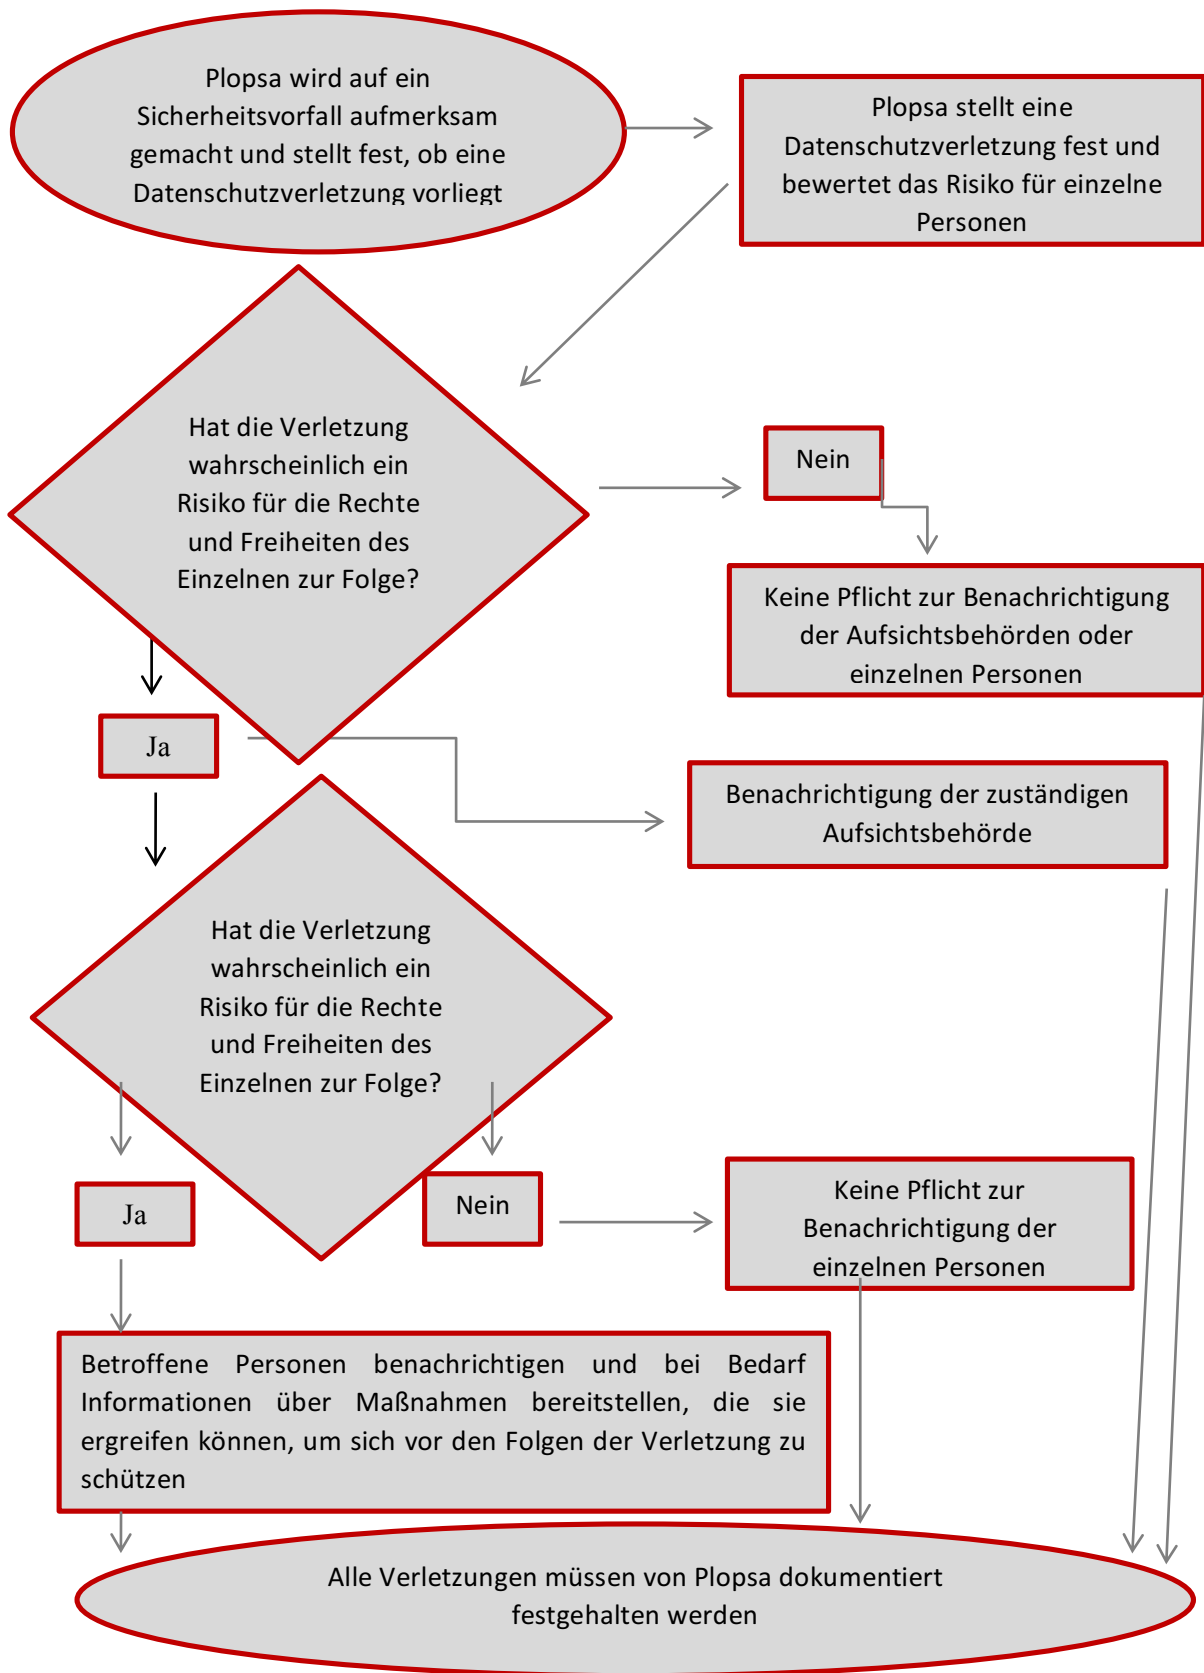 Plopsa wird auf ein
Sicherheitsvorfall aufmerksam
gemacht und stellt fest, ob eine
Datenschutzverletzung vorliegt
Plopsa stellt eine
Datenschutzverletzung fest und
bewertet das Risiko für einzelne
Personen
Hat die Verletzung
wahrscheinlich ein
Risiko für die Rechte
und Freiheiten des
Einzelnen zur Folge?
Nein
Keine Pflicht zur Benachrichtigung
der Aufsichtsbehörden oder
einzelnen Personen
Ja
Benachrichtigung der zuständigen
Aufsichtsbehörde
Hat die Verletzung
wahrscheinlich ein
Risiko für die Rechte
und Freiheiten des
Einzelnen zur Folge?
Ja
Nein
Keine Pflicht zur
Benachrichtigung der
einzelnen Personen
Betroffene Personen benachrichtigen und bei Bedarf
Informationen über Maßnahmen bereitstellen, die sie
ergreifen können, um sich vor den Folgen der Verletzung zu
schützen
Alle Verletzungen müssen von Plopsa dokumentiert
festgehalten werden